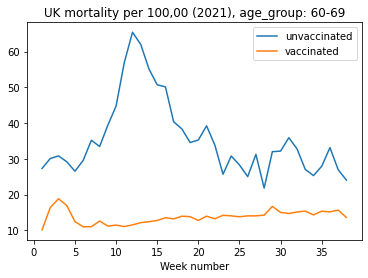 UK mortality per 100,00 (2021), age_group: 60-69
unvaccinated
vaccinated
60
50
40
30
20
10
0 5 10 15 20 25 30 35
Week number